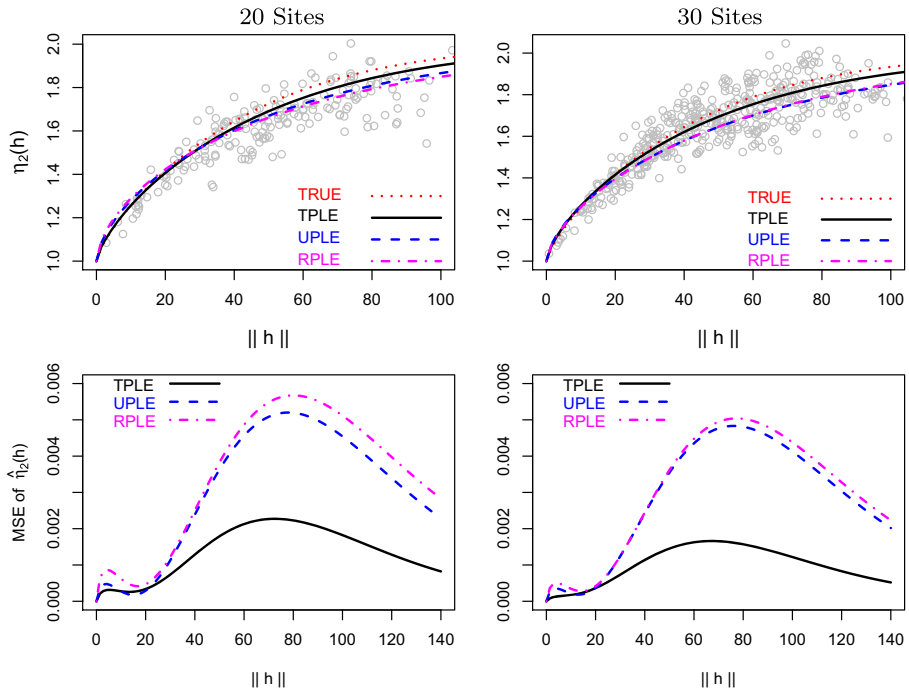 20 Sites
30 Sites
η₂(h)
1.0 1.2 1.4 1.6 1.8 2.0
TRUE
TPLE
UPLE
RPLE
0 20 40 60 80 100
|| h ||
1.0 1.2 1.4 1.6 1.8 2.0
TRUE
TPLE
UPLE
RPLE
0 20 40 60 80 100
|| h ||
MSE of η̂₂(h)
0.000 0.002 0.004 0.006
TPLE
UPLE
RPLE
0 20 40 60 80 100 120 140
|| h ||
0.000 0.002 0.004 0.006
TPLE
UPLE
RPLE
0 20 40 60 80 100 120 140
|| h ||